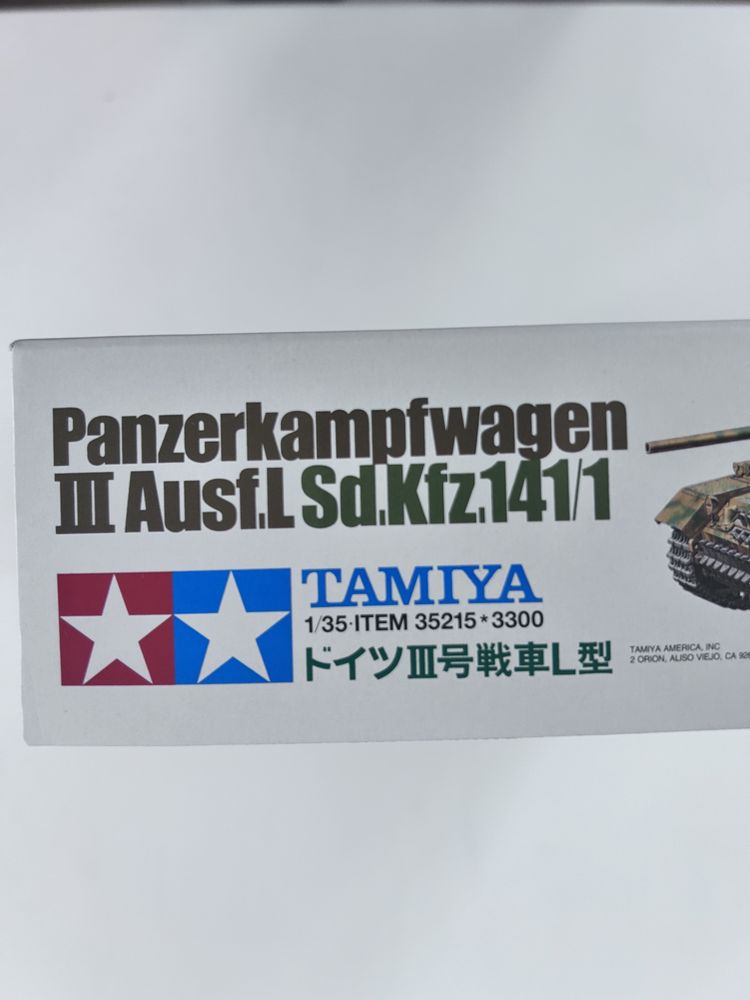 Panzerkampfwagen
III Ausf.L Sd.Kfz.141/1
TAMIYA
1/35·ITEM 35215*3300
ドイツIII号戦車L型
TAMIYA AMERICA, INC
2 ORION, ALISO VIEJO, CA 926